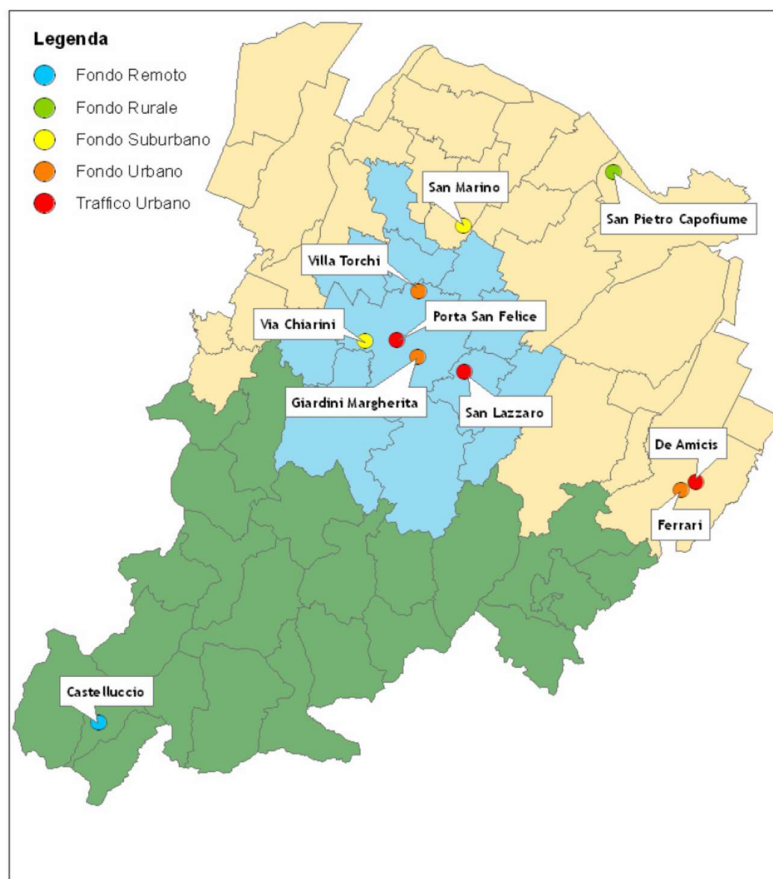 Legenda
Fondo Remoto
Fondo Rurale
Fondo Suburbano
Fondo Urbano
Traffico Urbano
San Marino
San Pietro Capofiume
Villa Torchi
Via Chiarini
Porta San Felice
Giardini Margherita
San Lazzaro
De Amicis
Ferrari
Castelluccio